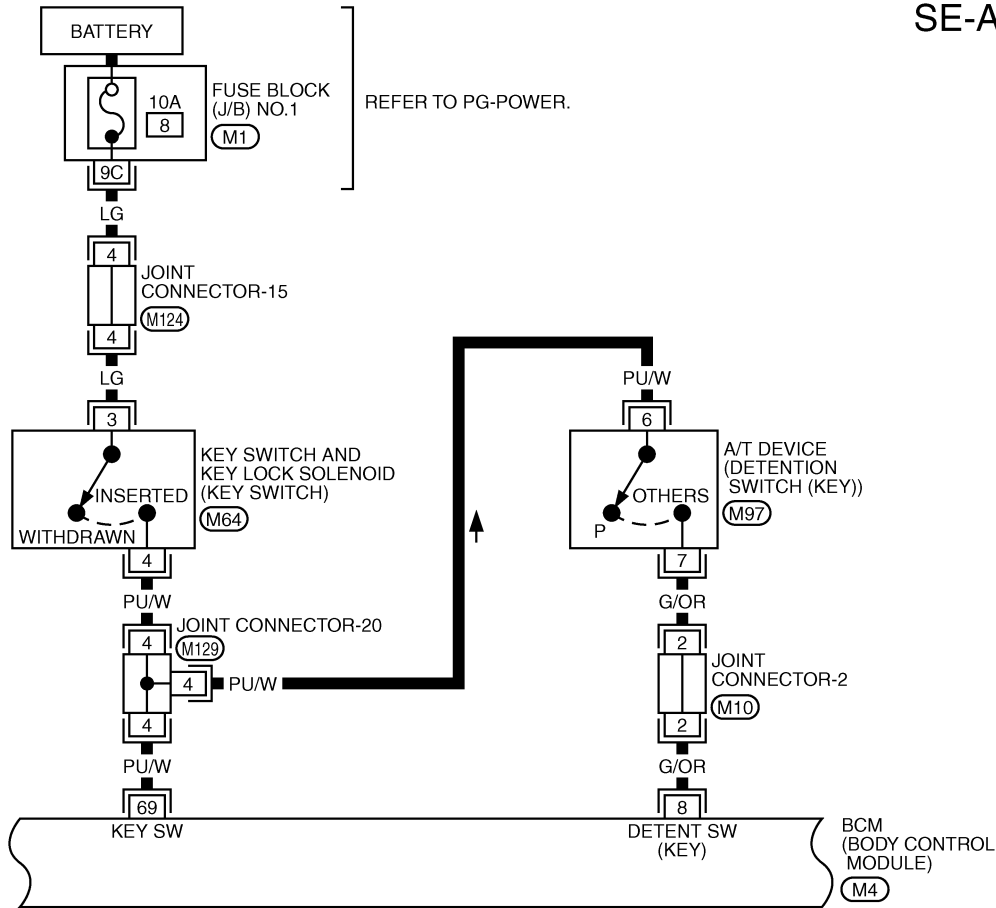 SE-A
BATTERY
FUSE BLOCK
(J/B) NO.1
M1
10A
8
REFER TO PG-POWER.
9C
LG
4
JOINT
CONNECTOR-15
M124
4
LG
3
KEY SWITCH AND
KEY LOCK SOLENOID
(KEY SWITCH)
M64
INSERTED
WITHDRAWN
4
PU/W
JOINT CONNECTOR-20
M129
4
4
PU/W
4
PU/W
69
KEY SW
PU/W
6
A/T DEVICE
(DETENTION
SWITCH (KEY))
M97
OTHERS
P
7
G/OR
2
JOINT
CONNECTOR-2
M10
2
G/OR
8
DETENT SW
(KEY)
BCM
(BODY CONTROL
MODULE)
M4